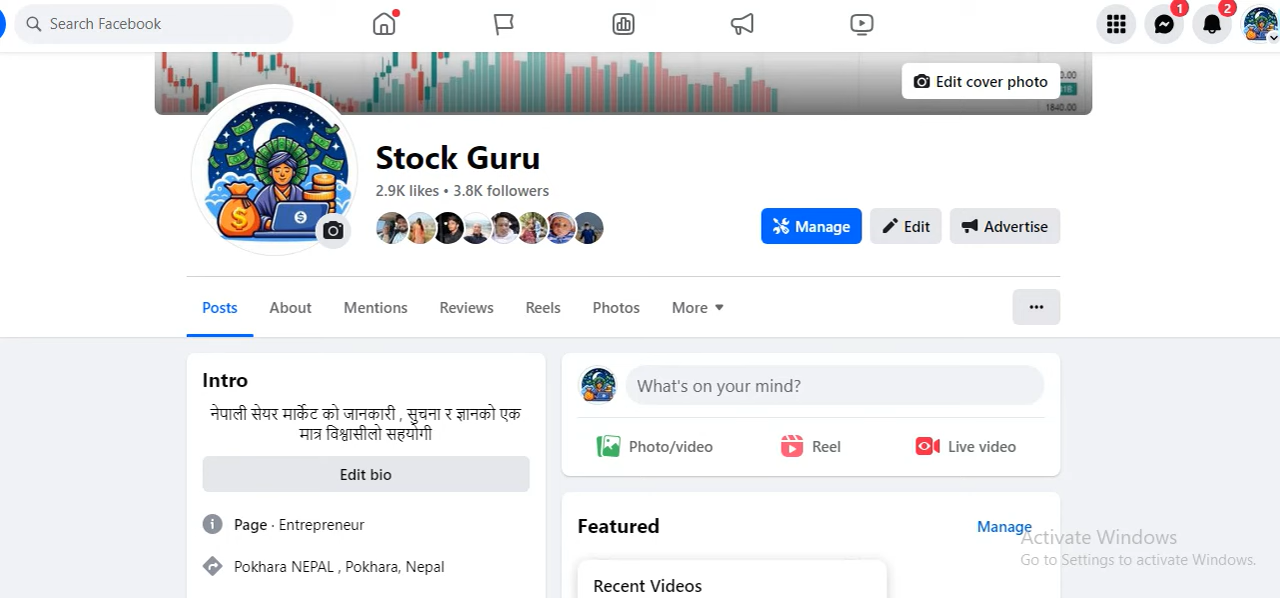 Search Facebook
1
2
Edit cover photo
1840.00
Stock Guru
2.9K likes • 3.8K followers
Manage
Edit
Advertise
Posts
About
Mentions
Reviews
Reels
Photos
More
Intro
नेपाली सेयर मार्केट को जानकारी , सुचना र ज्ञानको एक
मात्र विश्वासीलो सहयोगी
Edit bio
Page · Entrepreneur
Pokhara NEPAL , Pokhara, Nepal
What's on your mind?
Photo/video
Reel
Live video
Featured
Manage
Recent Videos
Activate Windows
Go to Settings to activate Windows.